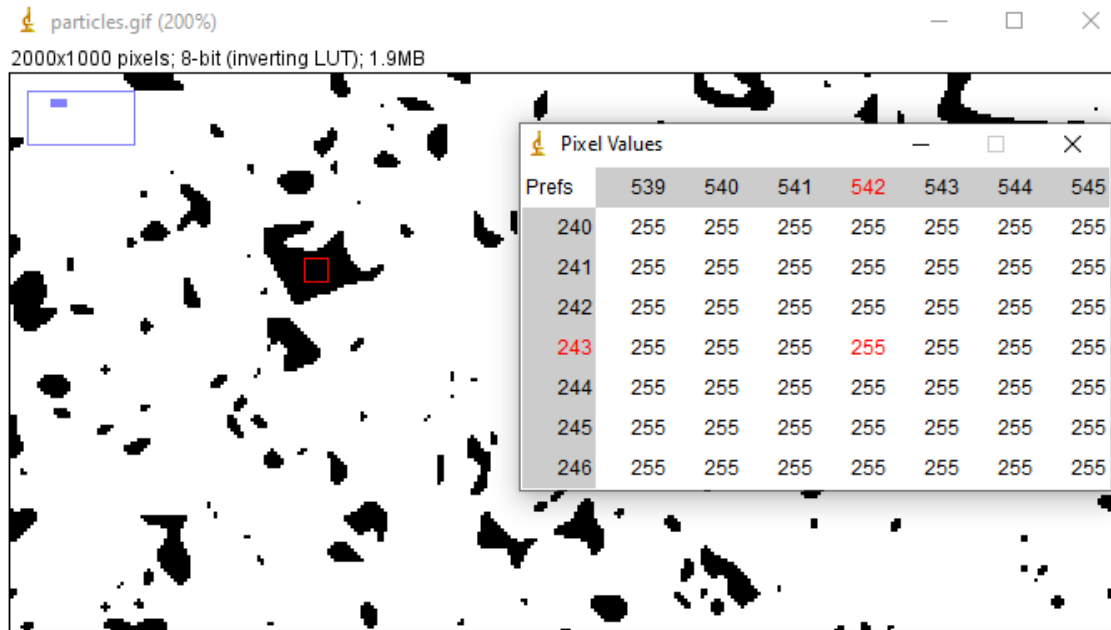 particles.gif (200%)
2000x1000 pixels; 8-bit (inverting LUT); 1.9MB
Pixel Values
Prefs 539 540 541 542 543 544 545
240 255 255 255 255 255 255 255
241 255 255 255 255 255 255 255
242 255 255 255 255 255 255 255
243 255 255 255 255 255 255 255
244 255 255 255 255 255 255 255
245 255 255 255 255 255 255 255
246 255 255 255 255 255 255 255